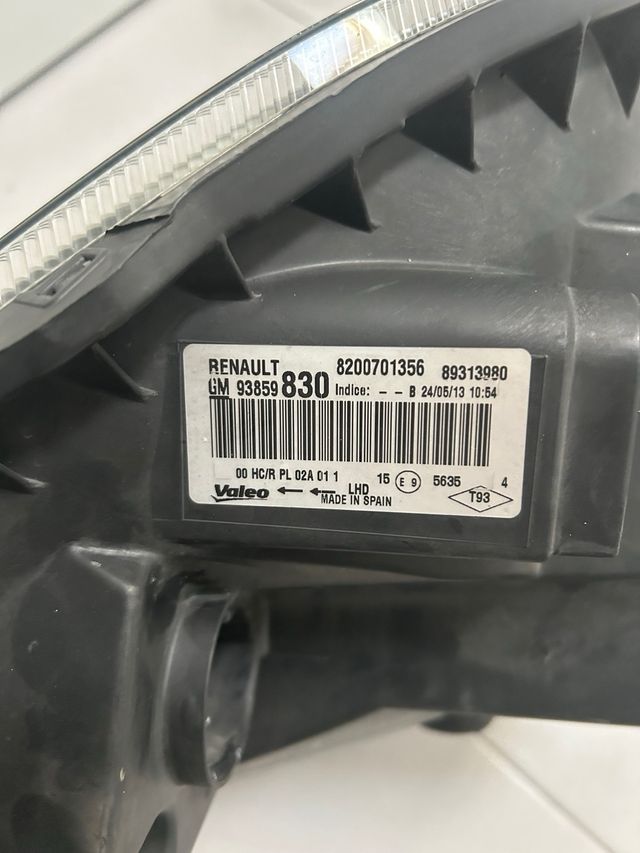 RENAULT 8200701356 89313980
GM 93859 830 Indice: - - B 24/05/13 10:54
00 HC/R PL 02A 01 1 15 E 9 5635 4
Valeo ← ← LHD T93
MADE IN SPAIN